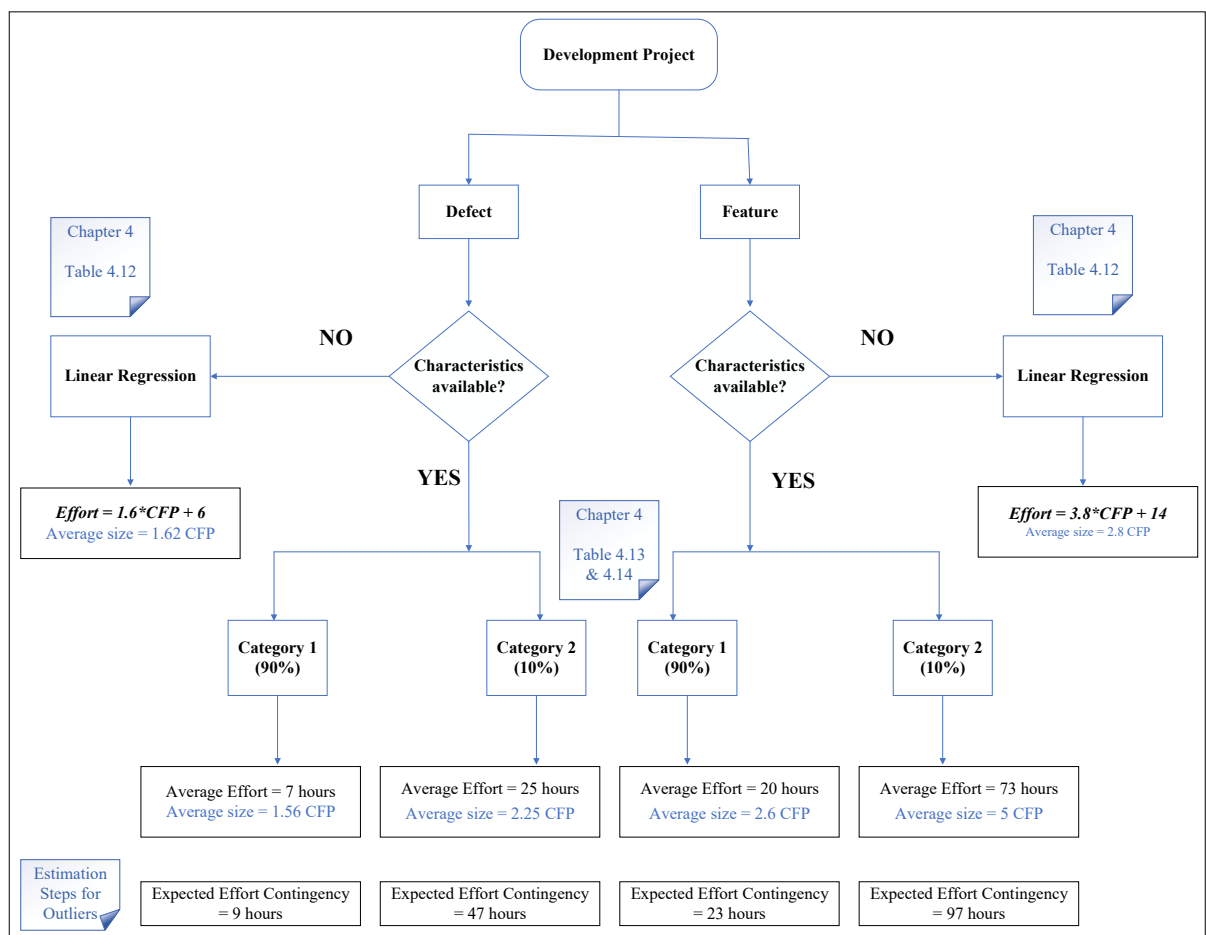 Development Project
Defect
Feature
Chapter 4
Table 4.12
Chapter 4
Table 4.12
NO
NO
Linear Regression
Characteristics
available?
Characteristics
available?
Linear Regression
YES
YES
Effort = 1.6*CFP + 6
Average size = 1.62 CFP
Chapter 4
Table 4.13
& 4.14
Effort = 3.8*CFP + 14
Average size = 2.8 CFP
Category 1
(90%)
Category 2
(10%)
Category 1
(90%)
Category 2
(10%)
Average Effort = 7 hours
Average size = 1.56 CFP
Average Effort = 25 hours
Average size = 2.25 CFP
Average Effort = 20 hours
Average size = 2.6 CFP
Average Effort = 73 hours
Average size = 5 CFP
Estimation
Steps for
Outliers
Expected Effort Contingency
= 9 hours
Expected Effort Contingency
= 47 hours
Expected Effort Contingency
= 23 hours
Expected Effort Contingency
= 97 hours